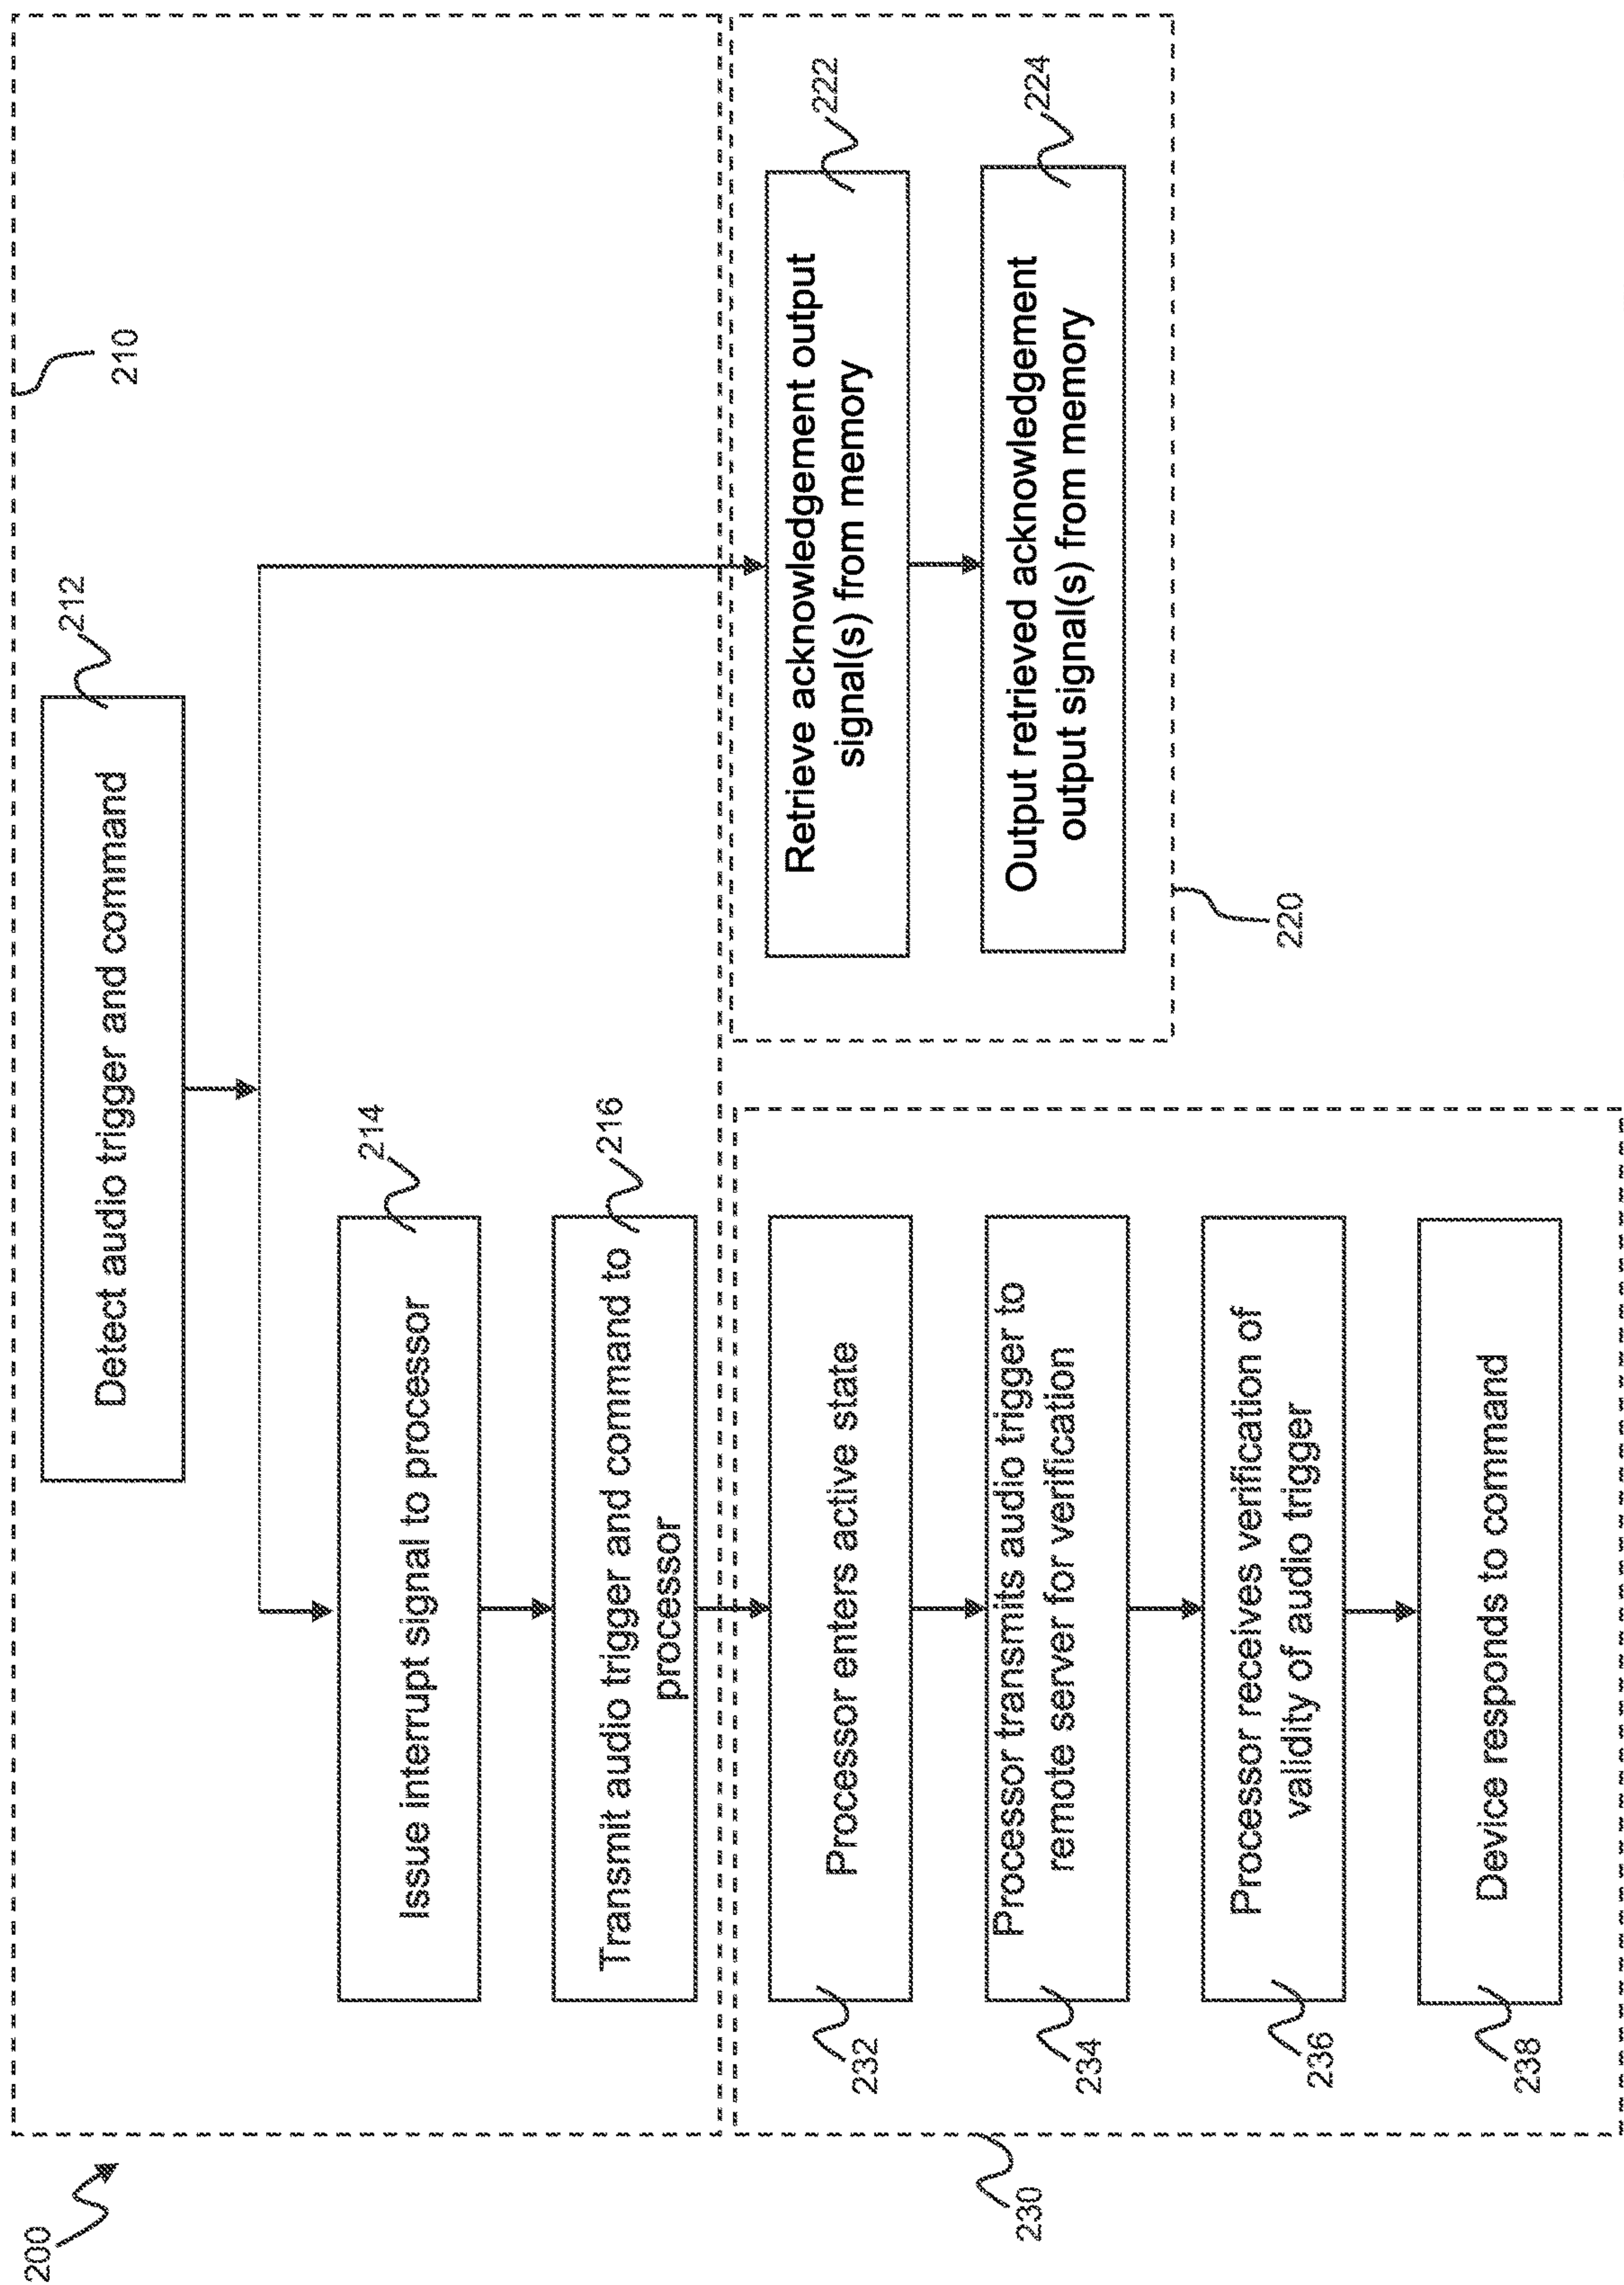 200
210
Detect audio trigger and command
212
Issue interrupt signal to processor
214
Transmit audio trigger and command to
processor
216
Retrieve acknowledgement output
signal(s) from memory
222
Output retrieved acknowledgement
output signal(s) from memory
224
220
Processor enters active state
232
Processor transmits audio trigger to
remote server for verification
234
Processor receives verification of
validity of audio trigger
236
Device responds to command
238
230